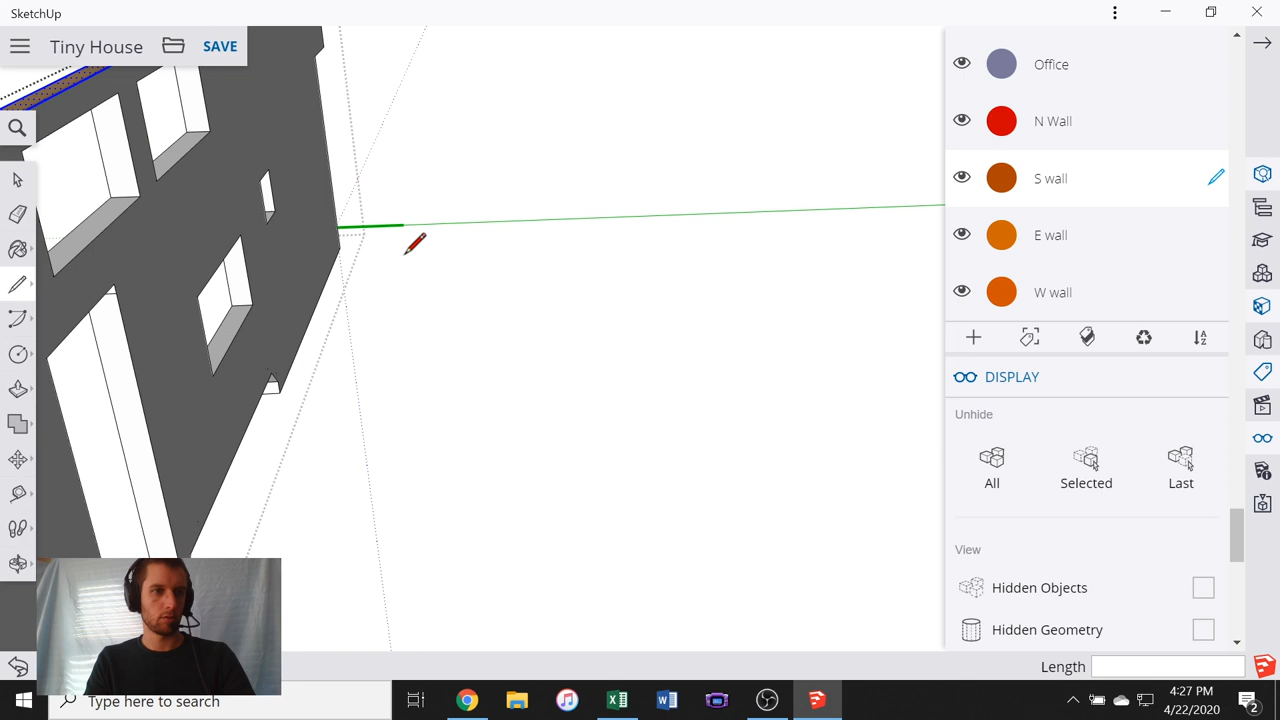 SketchUp
Tiny House
SAVE
Office
N Wall
S wall
E wall
W wall
DISPLAY
Unhide
All
Selected
Last
View
Hidden Objects
Hidden Geometry
Length
Type here to search
4:27 PM
4/22/2020
2